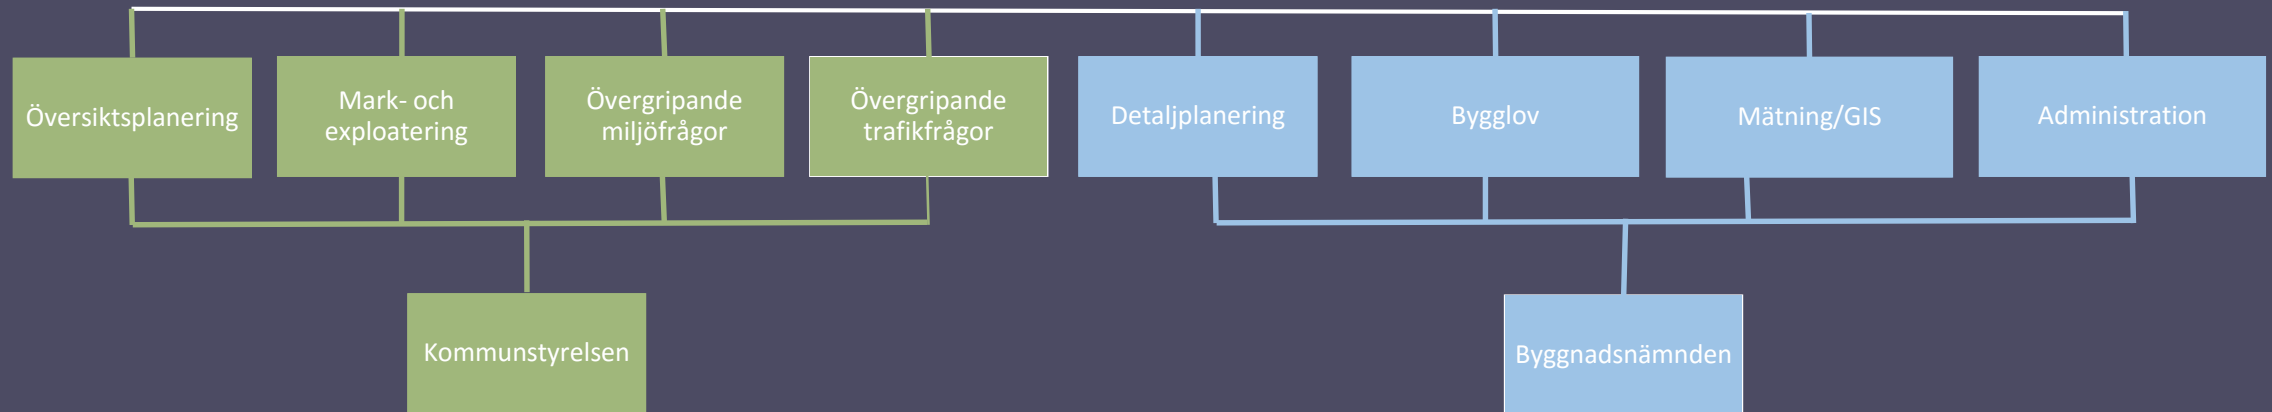 Översiktsplanering
Mark- och
exploatering
Övergripande
miljöfrågor
Övergripande
trafikfrågor
Detaljplanering
Bygglov
Mätning/GIS
Administration
Kommunstyrelsen
Byggnadsnämnden